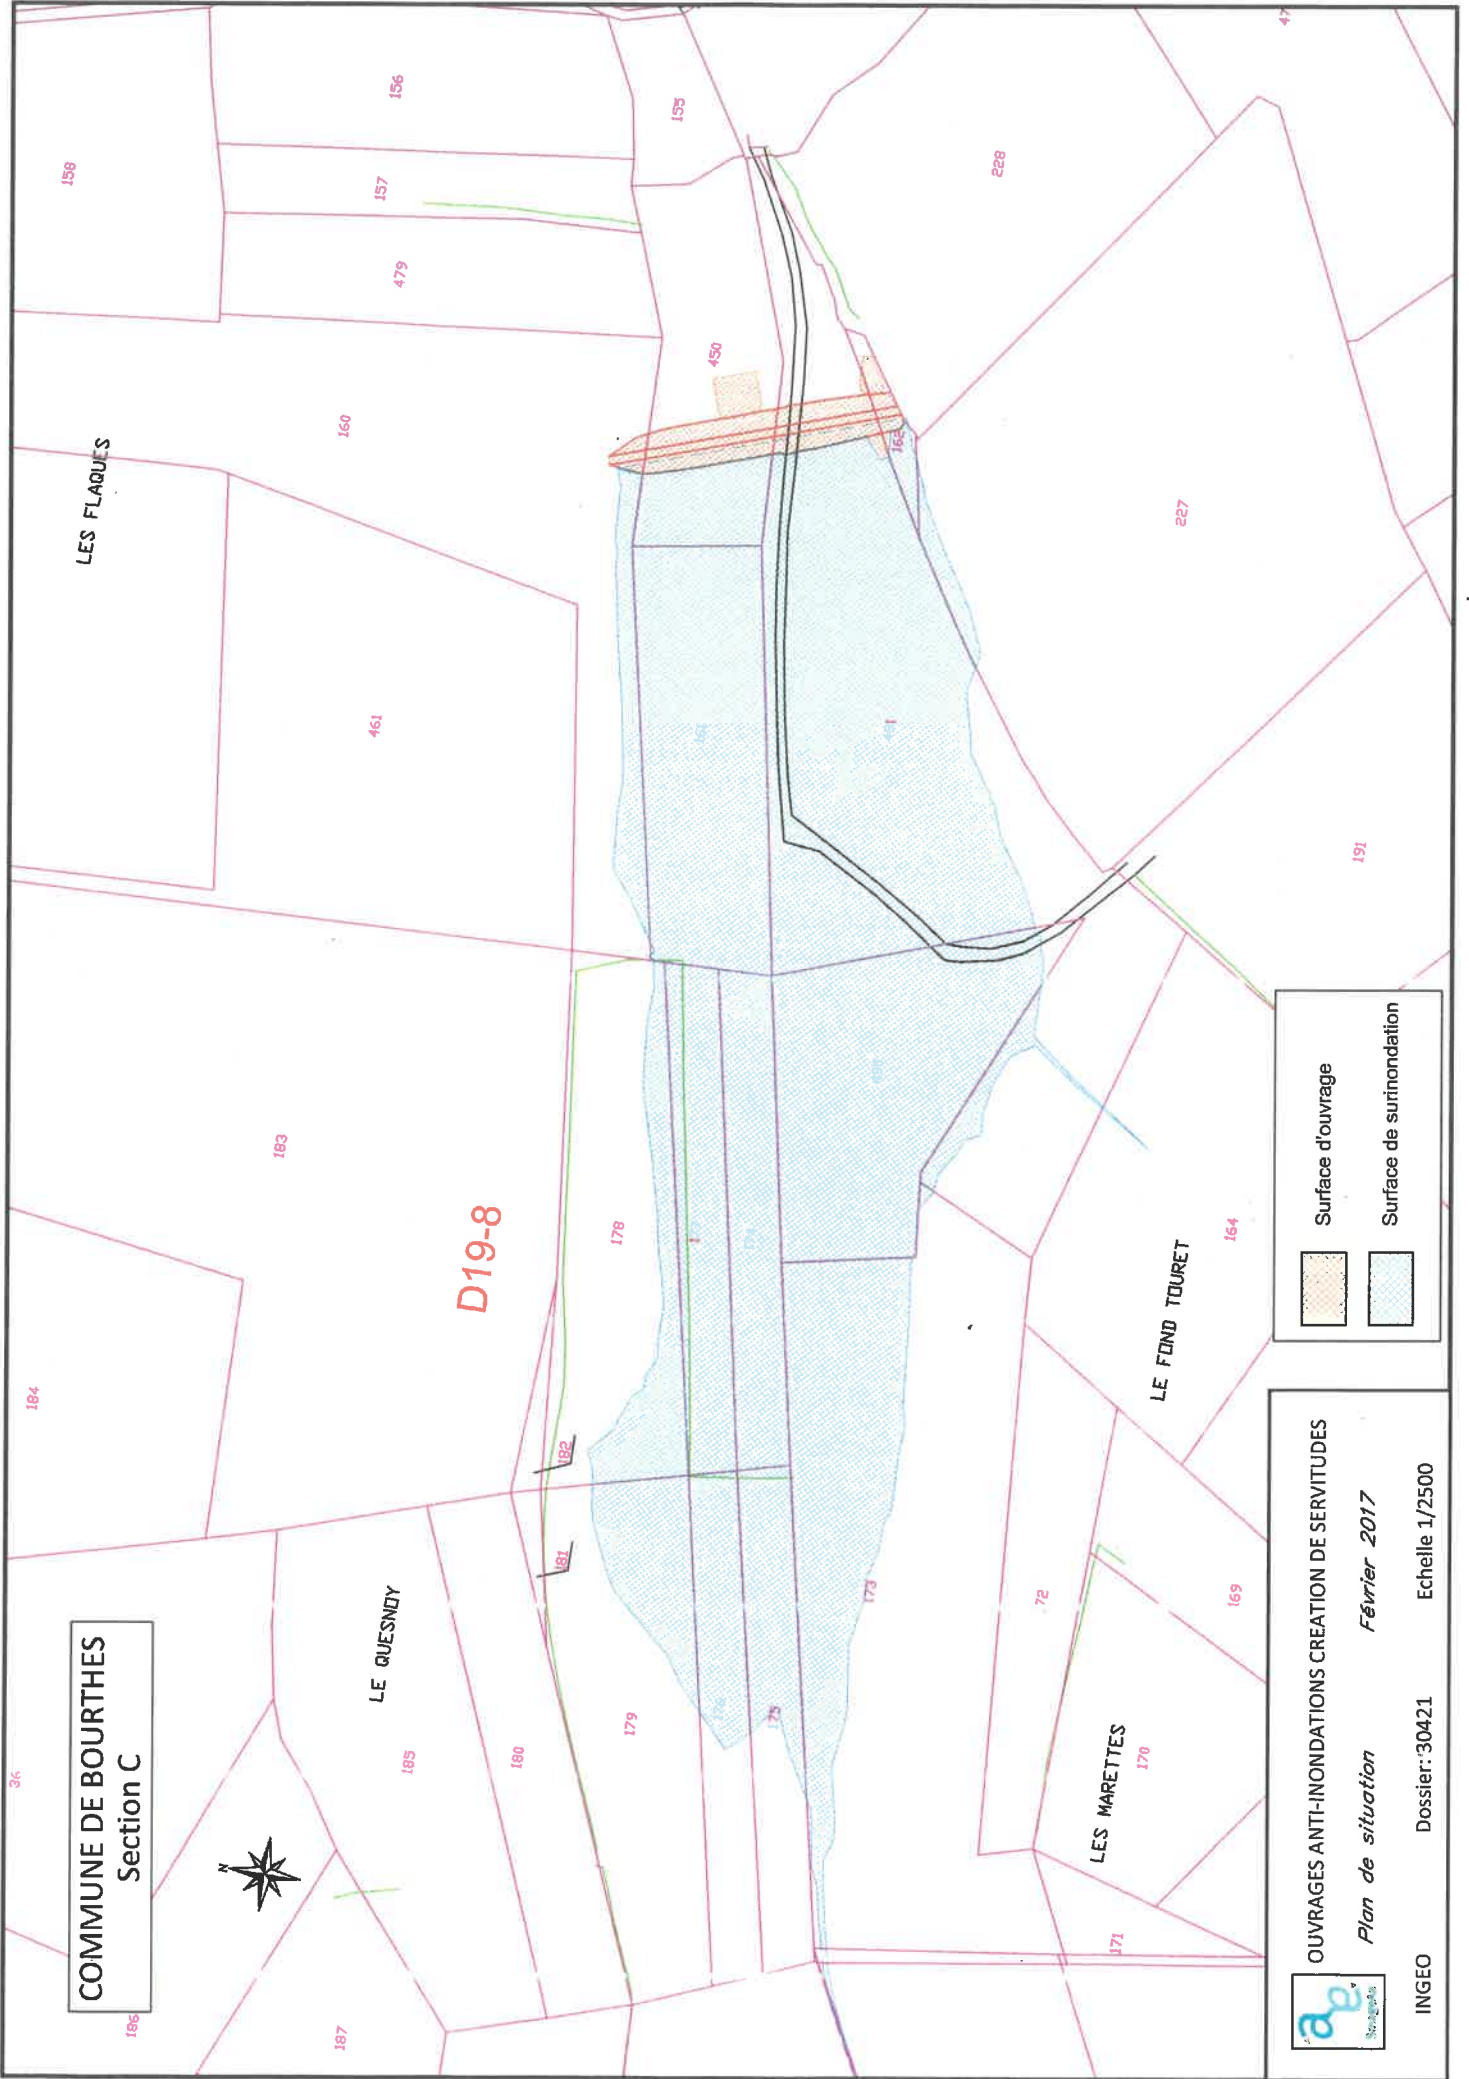 COMMUNE DE BOURTHES
Section C
N
36
184
158
186
187
185
183
LES FLAQUES
LE QUESNOY
180
D19-8
461
160
156
157
479
179
181
182
178
450
155
175
173
162
228
227
72
LE FOND TOURET
164
191
LES MARETTES
170
169
171
47
Surface d'ouvrage
Surface de surinondation
OUVRAGES ANTI-INONDATIONS CREATION DE SERVITUDES
Plan de situation
Février 2017
INGEO
Dossier: 30421
Echelle 1/2500